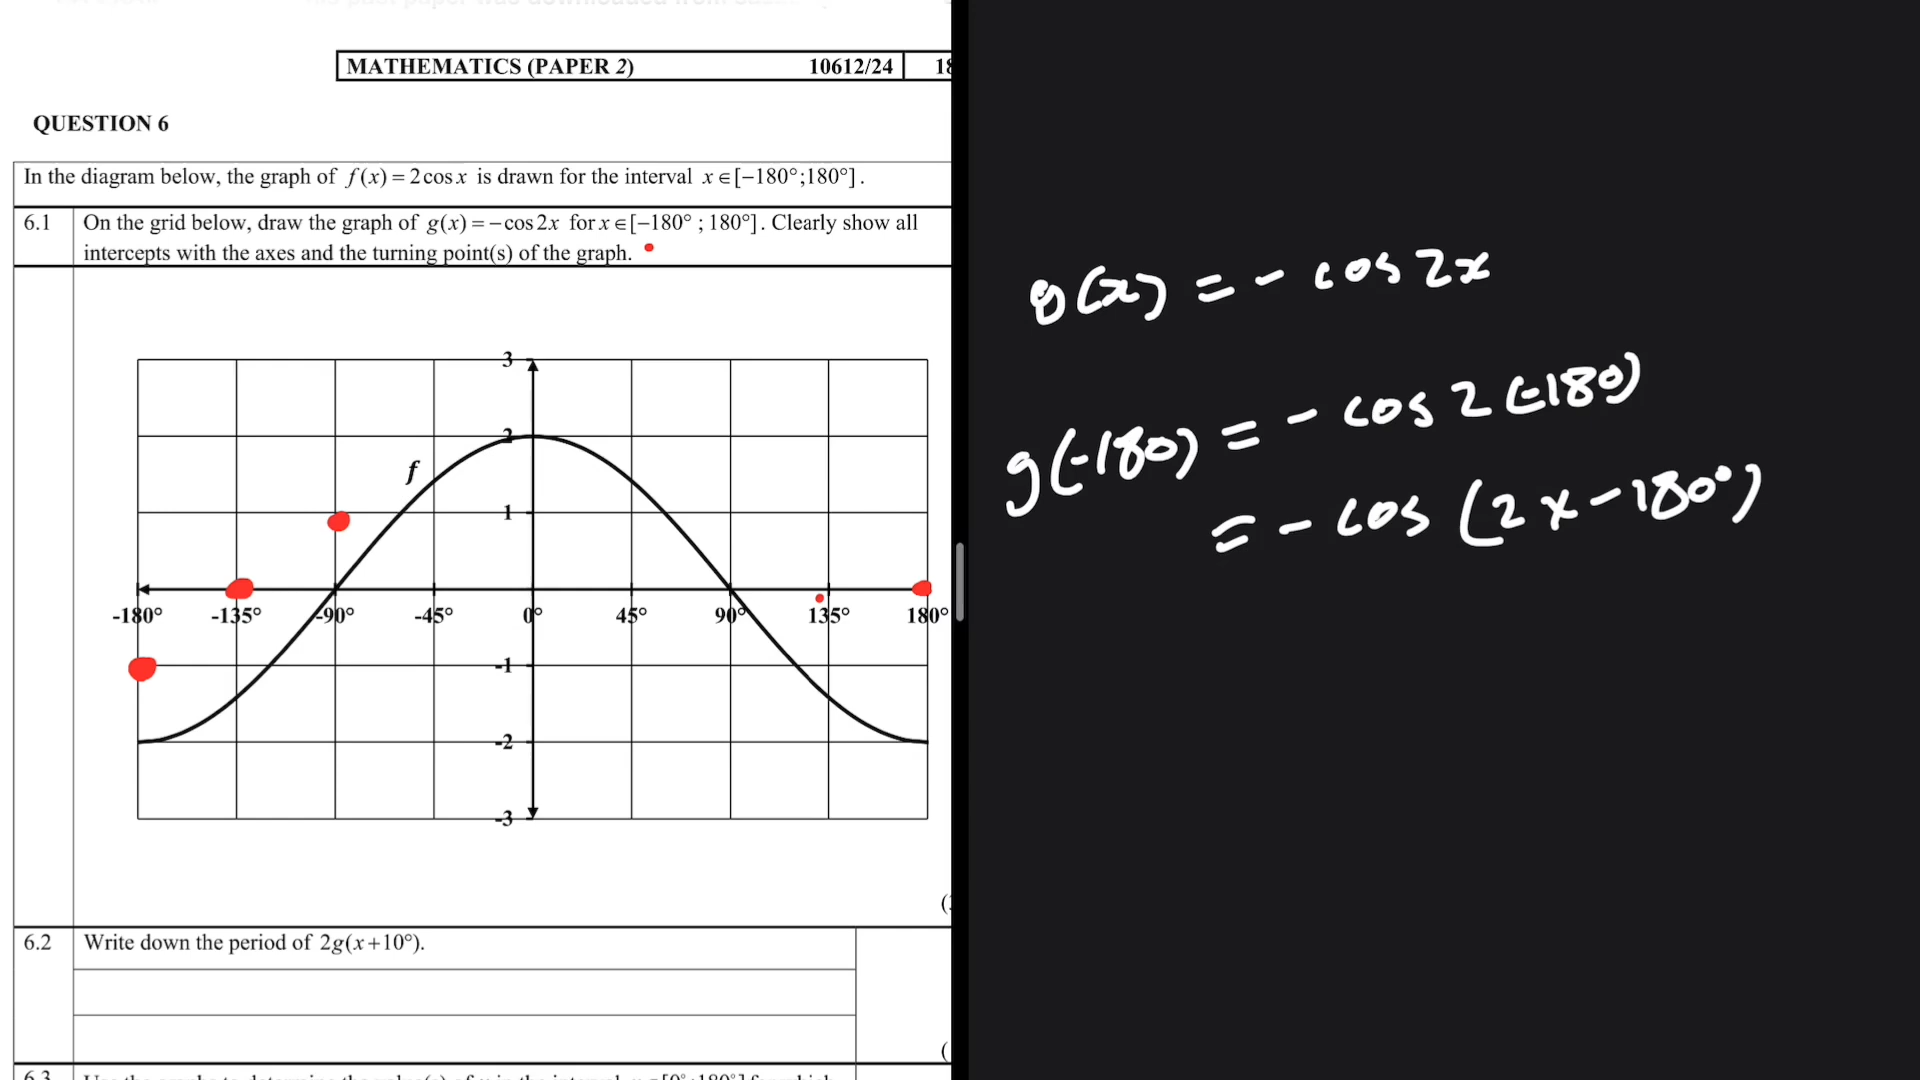 MATHEMATICS (PAPER 2) 10612/24
QUESTION 6
In the diagram below, the graph of f(x) = 2cos x is drawn for the interval x ∈ [−180°;180°].
6.1 On the grid below, draw the graph of g(x) = −cos 2x for x ∈ [−180° ; 180°]. Clearly show all
intercepts with the axes and the turning point(s) of the graph.
3
2
f
1
-180° -135° -90° -45° 0° 45° 90° 135° 180°
-1
-2
-3
6.2 Write down the period of 2g(x+10°).
6.3
g(x) = - cos 2x
g(-180) = - cos 2(-180)
= - cos (2x-180°)